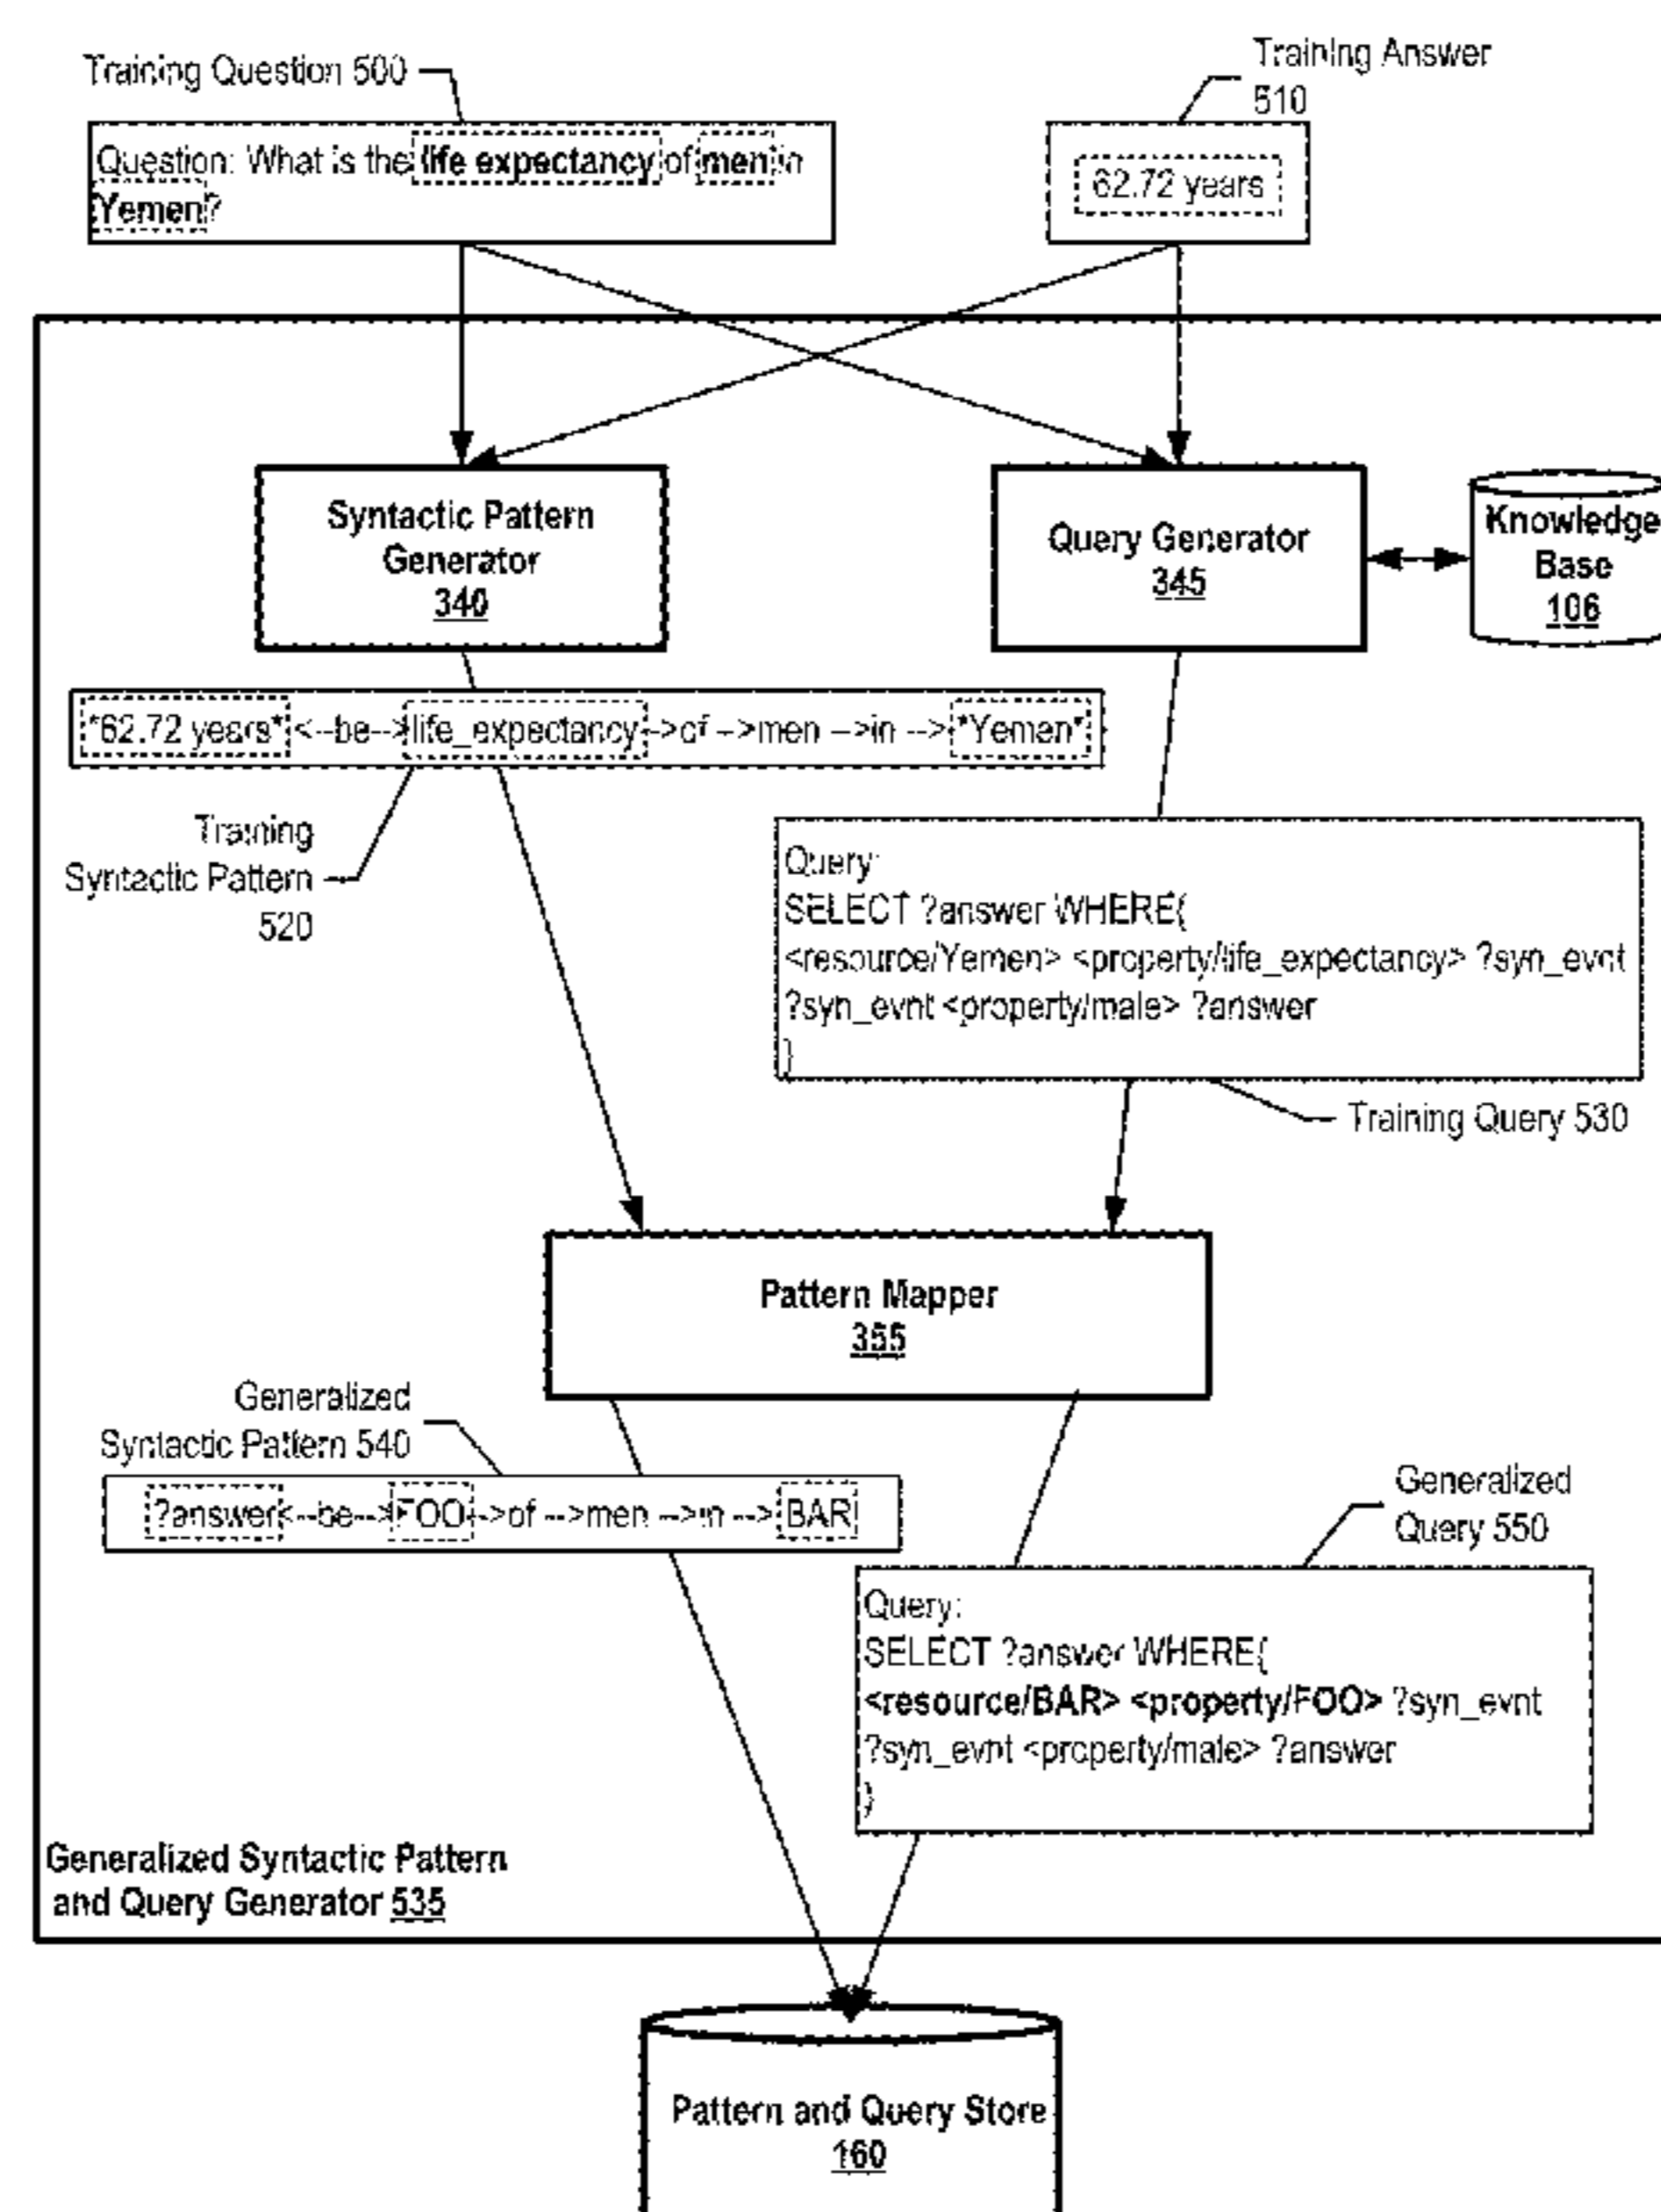 Training Question 500
Training Answer
510
Question: What is the life expectancy of men in
Yemen?
62.72 years
Syntactic Pattern
Generator
340
Query Generator
345
Knowledge
Base
106
*62.72 years* <--be-->life_expectancy-->of -->men -->in -->*Yemen*
Training
Syntactic Pattern
520
Query:
SELECT ?answer WHERE{
<resource/Yemen> <property/life_expectancy> ?syn_evnt
?syn_evnt <property/male> ?answer
}
Training Query 530
Pattern Mapper
355
Generalized
Syntactic Pattern 540
?answer<--be-->FOO-->of -->men -->in -->BAR
Generalized
Query 550
Query:
SELECT ?answer WHERE{
<resource/BAR> <property/FOO> ?syn_evnt
?syn_evnt <property/male> ?answer
}
Generalized Syntactic Pattern
and Query Generator 535
Pattern and Query Store
160